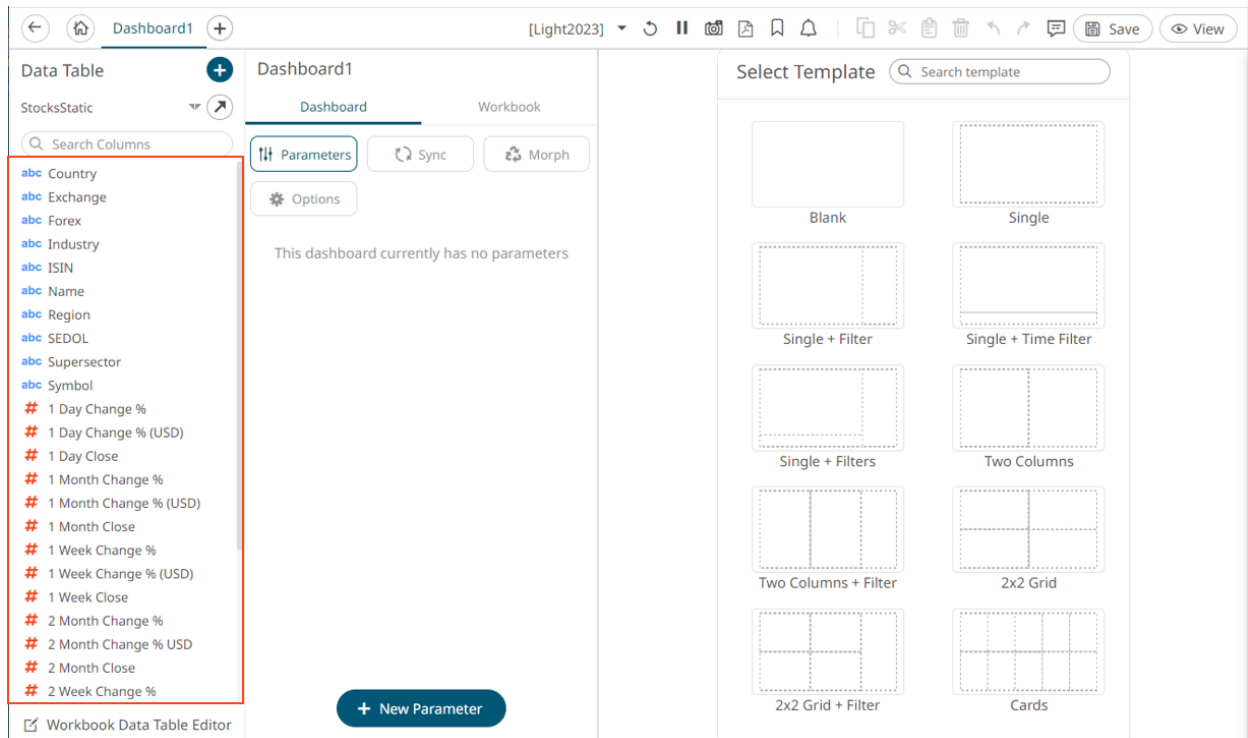 Dashboard1
[Light2023]
Save
View
Data Table
StocksStatic
Search Columns
abc Country
abc Exchange
abc Forex
abc Industry
abc ISIN
abc Name
abc Region
abc SEDOL
abc Supersector
abc Symbol
# 1 Day Change %
# 1 Day Change % (USD)
# 1 Day Close
# 1 Month Change %
# 1 Month Change % (USD)
# 1 Month Close
# 1 Week Change %
# 1 Week Change % (USD)
# 1 Week Close
# 2 Month Change %
# 2 Month Change % USD
# 2 Month Close
# 2 Week Change %
Workbook Data Table Editor
Dashboard1
Dashboard
Workbook
Parameters
Sync
Morph
Options
This dashboard currently has no parameters
+ New Parameter
Select Template
Search template
Blank
Single
Single + Filter
Single + Time Filter
Single + Filters
Two Columns
Two Columns + Filter
2x2 Grid
2x2 Grid + Filter
Cards